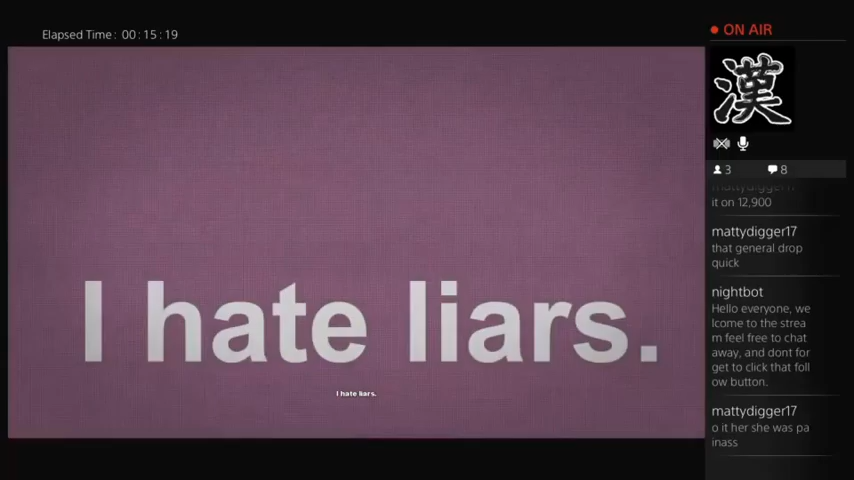 Elapsed Time: 00:15:19
ON AIR
漢
3
8
it on 12,900
mattydigger17
that general drop
quick
nightbot
Hello everyone, we
lcome to the strea
m feel free to chat
away, and dont for
get to click that foll
ow button.
mattydigger17
o it her she was pa
inass
I hate liars.
I hate liars.